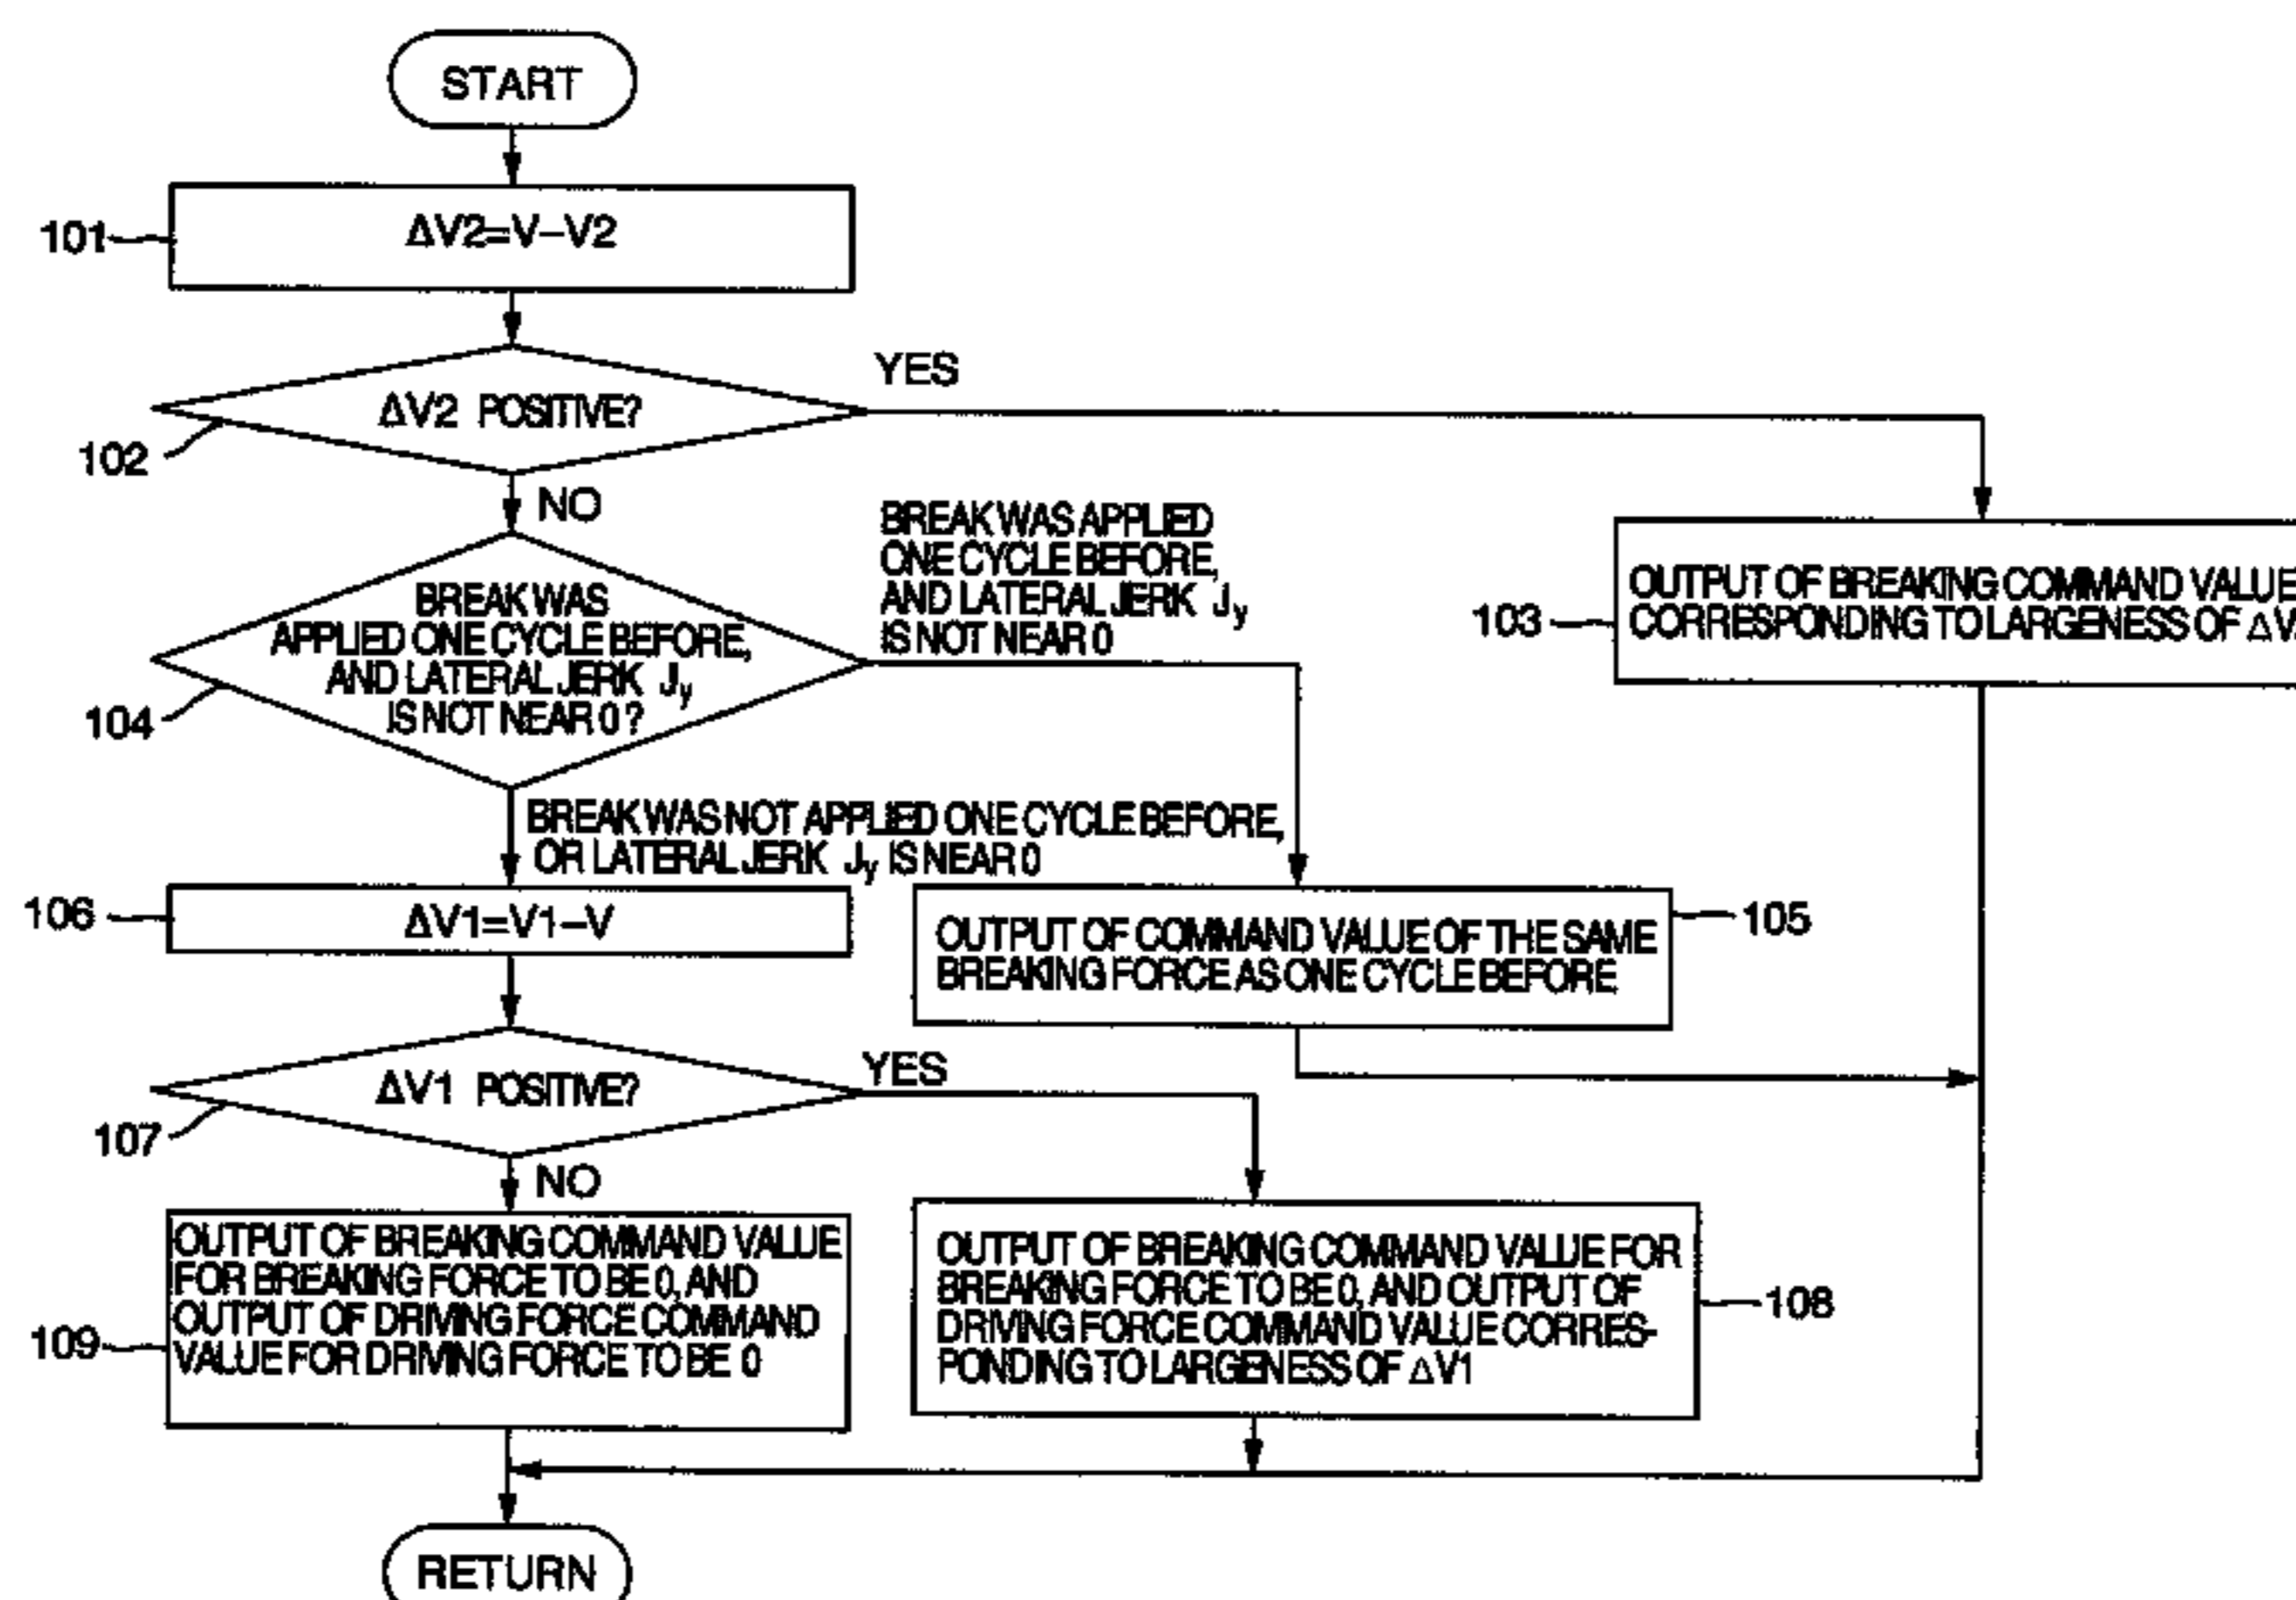 START
101
ΔV2=V−V2
YES
ΔV2 POSITIVE?
102
NO
BREAK WAS APPLIED
ONE CYCLE BEFORE,
AND LATERAL JERK Jy
IS NOT NEAR 0
BREAK WAS
APPLIED ONE CYCLE BEFORE,
AND LATERAL JERK Jy
IS NOT NEAR 0?
104
103
OUTPUT OF BREAKING COMMAND VALUE
CORRESPONDING TO LARGENESS OF ΔV
BREAK WAS NOT APPLIED ONE CYCLE BEFORE,
OR LATERAL JERK Jy IS NEAR 0
106
ΔV1=V1−V
105
OUTPUT OF COMMAND VALUE OF THE SAME
BREAKING FORCE AS ONE CYCLE BEFORE
YES
ΔV1 POSITIVE?
107
NO
OUTPUT OF BREAKING COMMAND VALUE
FOR BREAKING FORCE TO BE 0, AND
OUTPUT OF DRIVING FORCE COMMAND
VALUE FOR DRIVING FORCE TO BE 0
109
OUTPUT OF BREAKING COMMAND VALUE FOR
BREAKING FORCE TO BE 0, AND OUTPUT OF
DRIVING FORCE COMMAND VALUE CORRES-
PONDING TO LARGENESS OF ΔV1
108
RETURN